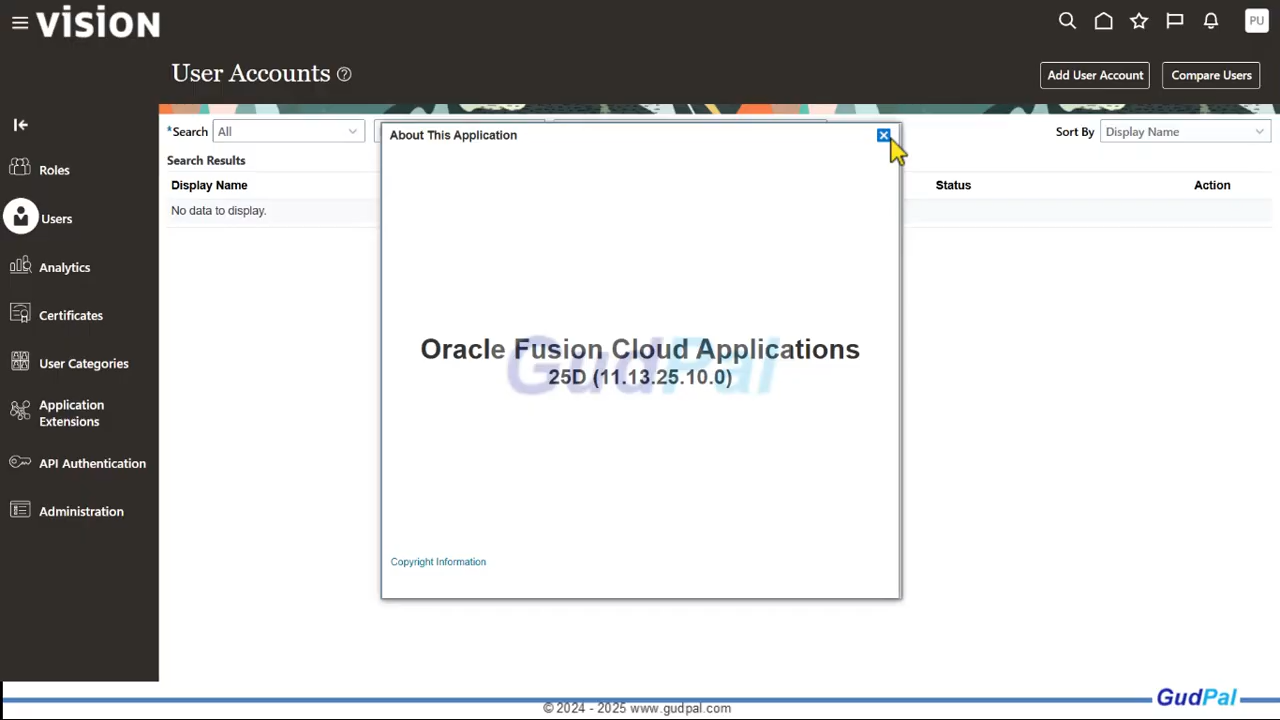 VISION
PU
User Accounts
Add User Account
Compare Users
*Search
All
Sort By
Display Name
Search Results
Display Name
Status
Action
No data to display.
Roles
Users
Analytics
Certificates
User Categories
Application
Extensions
API Authentication
Administration
About This Application
GudPal
Oracle Fusion Cloud Applications
25D (11.13.25.10.0)
Copyright Information
GudPal
© 2024 - 2025 www.gudpal.com